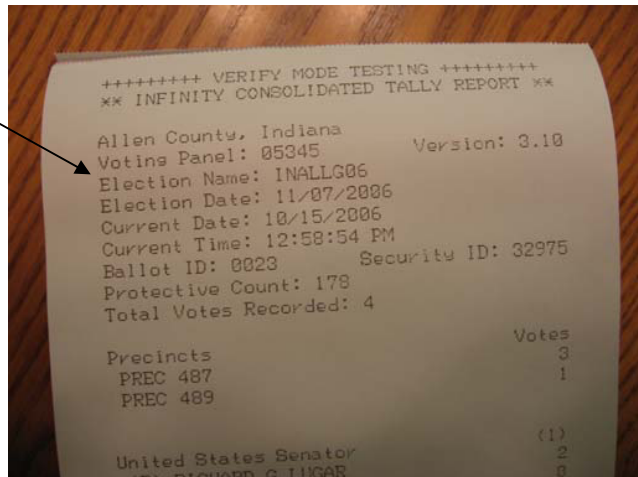 +++++++++ VERIFY MODE TESTING +++++++++
** INFINITY CONSOLIDATED TALLY REPORT **
Allen County, Indiana
Voting Panel: 05345 Version: 3.10
Election Name: INALLG06
Election Date: 11/07/2006
Current Date: 10/15/2006
Current Time: 12:58:54 PM
Ballot ID: 0023 Security ID: 32975
Protective Count: 178
Total Votes Recorded: 4
Precincts Votes
PREC 487 3
PREC 489 1
United States Senator (1)
RICHARD G LUGAR 2